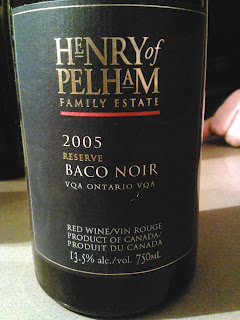 HENRY of
PELHAM
FAMILY ESTATE
2005
RESERVE
BACO NOIR
VQA ONTARIO VQA
RED WINE/VIN ROUGE
PRODUCT OF CANADA/
PRODUIT DU CANADA
13.5% alc./vol. 750mL